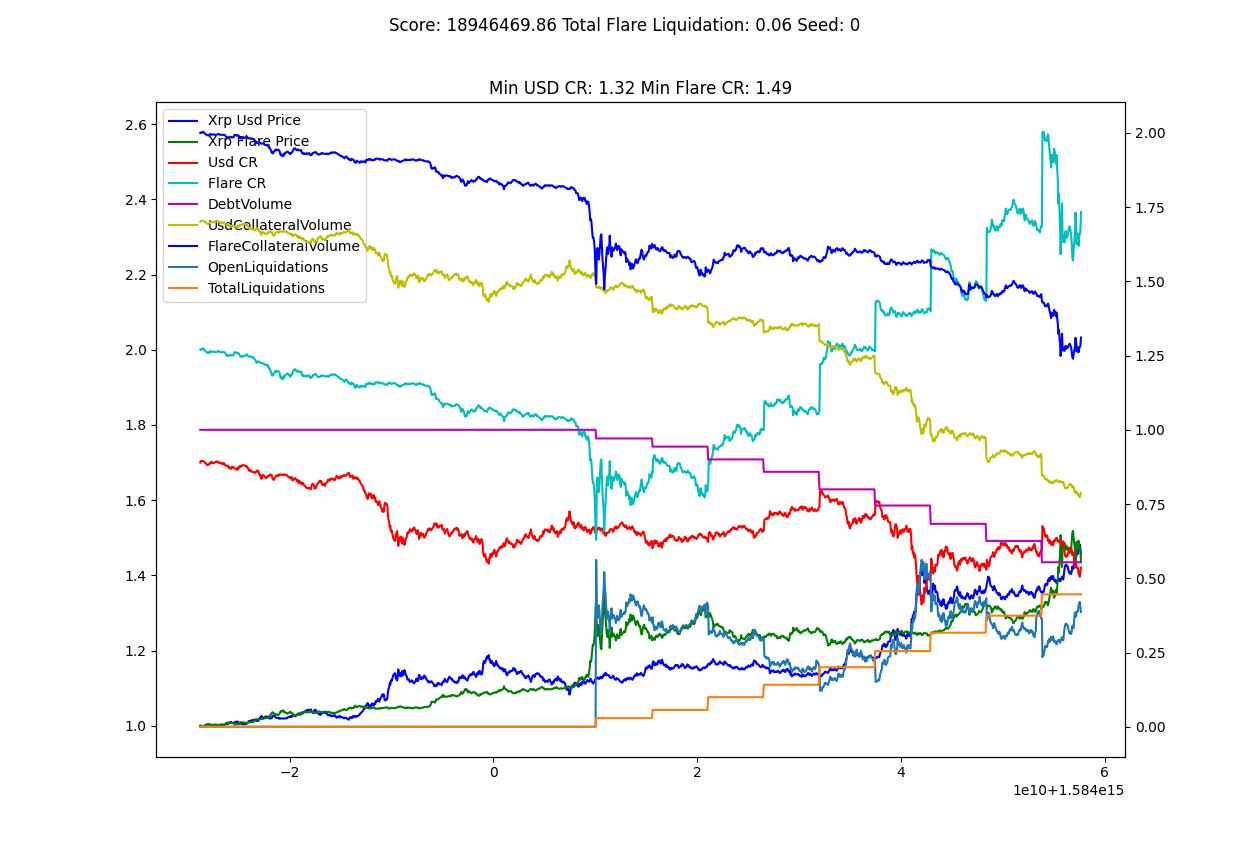 Score: 18946469.86 Total Flare Liquidation: 0.06 Seed: 0
Min USD CR: 1.32 Min Flare CR: 1.49
Xrp Usd Price
Xrp Flare Price
Usd CR
Flare CR
DebtVolume
UsdCollateralVolume
FlareCollateralVolume
OpenLiquidations
TotalLiquidations
2.6
2.4
2.2
2.0
1.8
1.6
1.4
1.2
1.0
2.00
1.75
1.50
1.25
1.00
0.75
0.50
0.25
0.00
−2 0 2 4 6
1e10+1.584e15